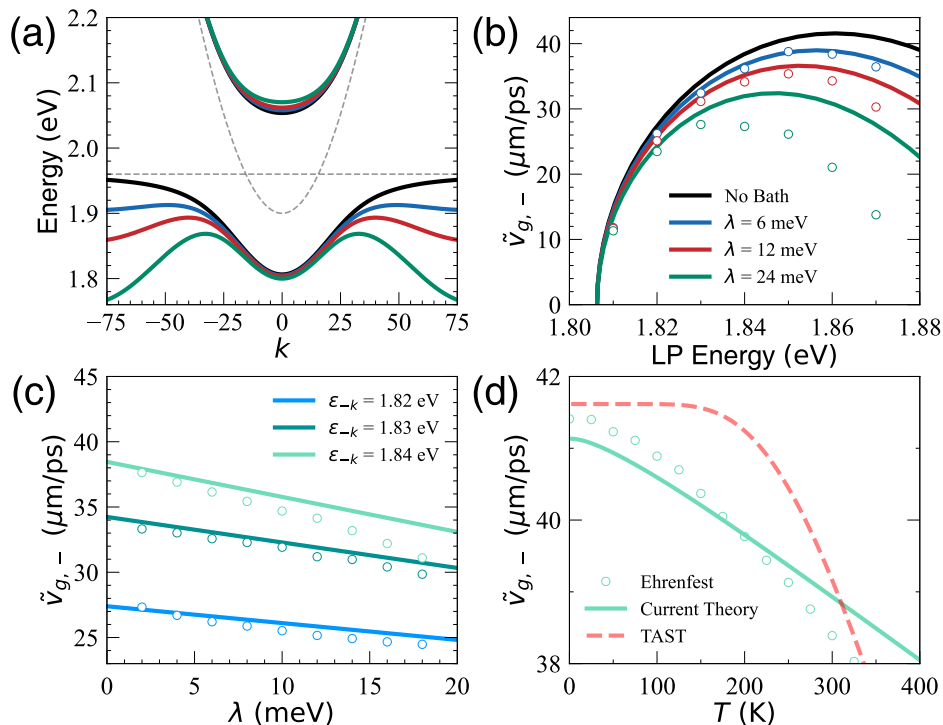 (a)
2.2
2.1
2.0
1.9
1.8
Energy (eV)
−75 −50 −25 0 25 50 75
k
(b)
40
30
20
10
0
ṽg,− (μm/ps)
No Bath
λ = 6 meV
λ = 12 meV
λ = 24 meV
1.80 1.82 1.84 1.86 1.88
LP Energy (eV)
(c)
45
40
35
30
25
ṽg,− (μm/ps)
ε−k = 1.82 eV
ε−k = 1.83 eV
ε−k = 1.84 eV
0 5 10 15 20
λ (meV)
(d)
42
40
38
ṽg,− (μm/ps)
Ehrenfest
Current Theory
TAST
0 100 200 300 400
T (K)